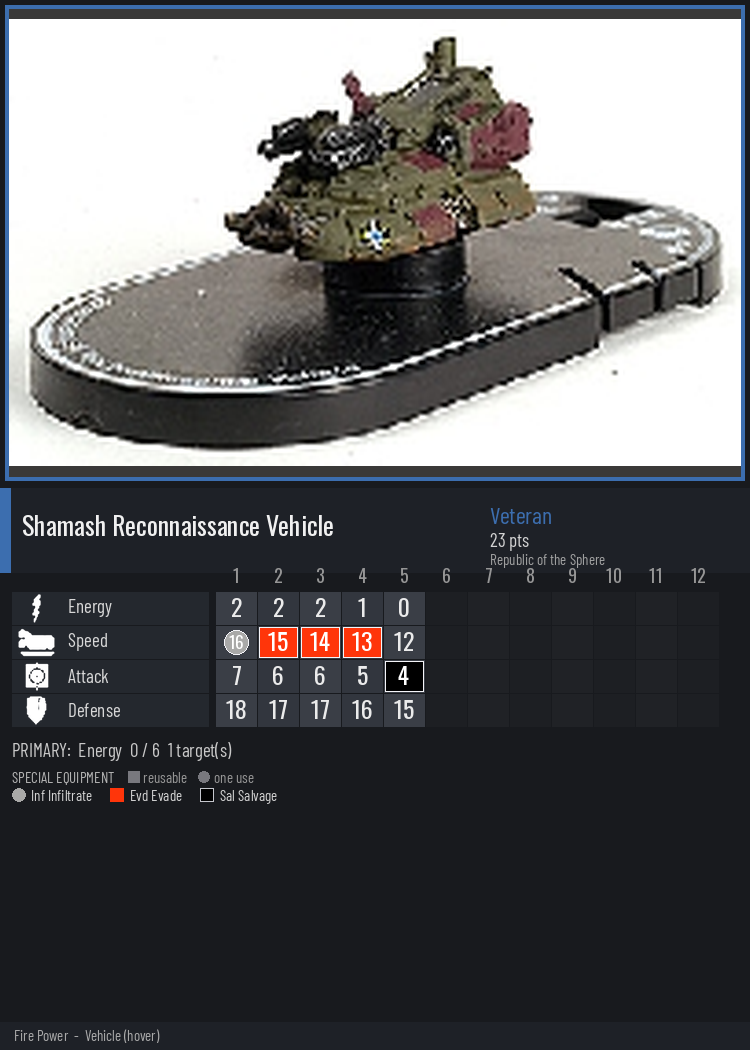 Shamash Reconnaissance Vehicle
Veteran
23 pts
Republic of the Sphere
1 2 3 4 5 6 7 8 9 10 11 12
Energy 2 2 2 1 0
Speed 16 15 14 13 12
Attack 7 6 6 5 4
Defense 18 17 17 16 15
PRIMARY: Energy 0 / 6 1 target(s)
SPECIAL EQUIPMENT reusable one use
Inf Infiltrate Evd Evade Sal Salvage
Fire Power - Vehicle (hover)